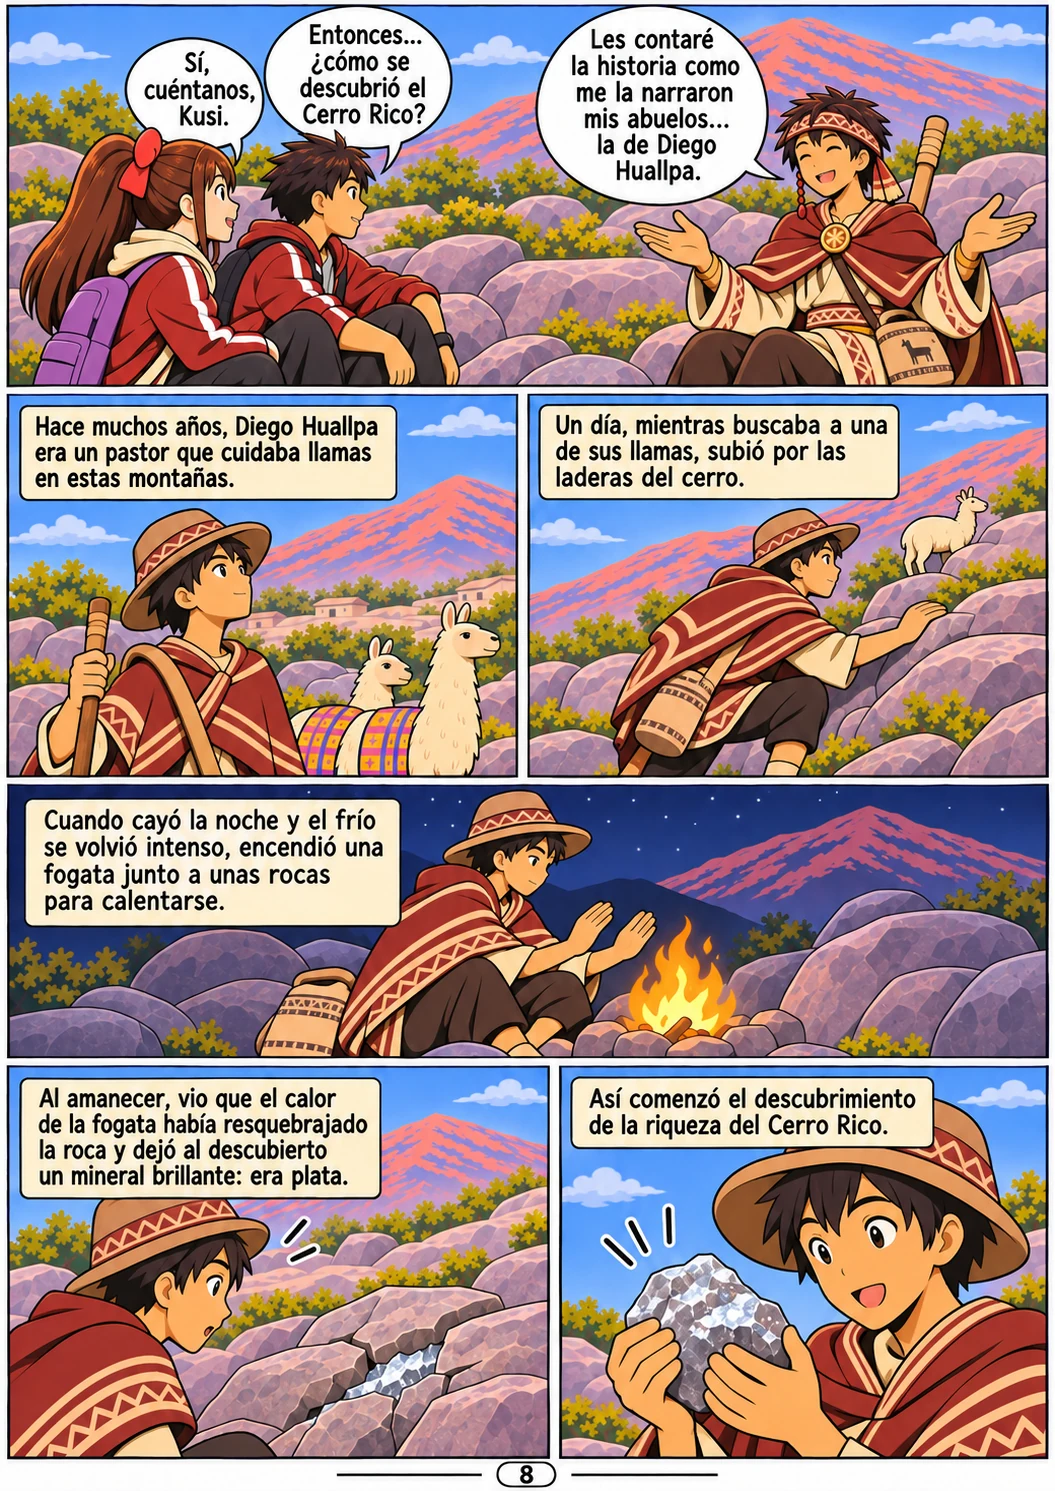 Sí,
cuéntanos,
Kusi.
Entonces...
¿cómo se
descubrió el
Cerro Rico?
Les contaré
la historia como
me la narraron
mis abuelos...
la de Diego
Huallpa.
Hace muchos años, Diego Huallpa
era un pastor que cuidaba llamas
en estas montañas.
Un día, mientras buscaba a una
de sus llamas, subió por las
laderas del cerro.
Cuando cayó la noche y el frío
se volvió intenso, encendió una
fogata junto a unas rocas
para calentarse.
Al amanecer, vio que el calor
de la fogata había resquebrajado
la roca y dejó al descubierto
un mineral brillante: era plata.
Así comenzó el descubrimiento
de la riqueza del Cerro Rico.
8